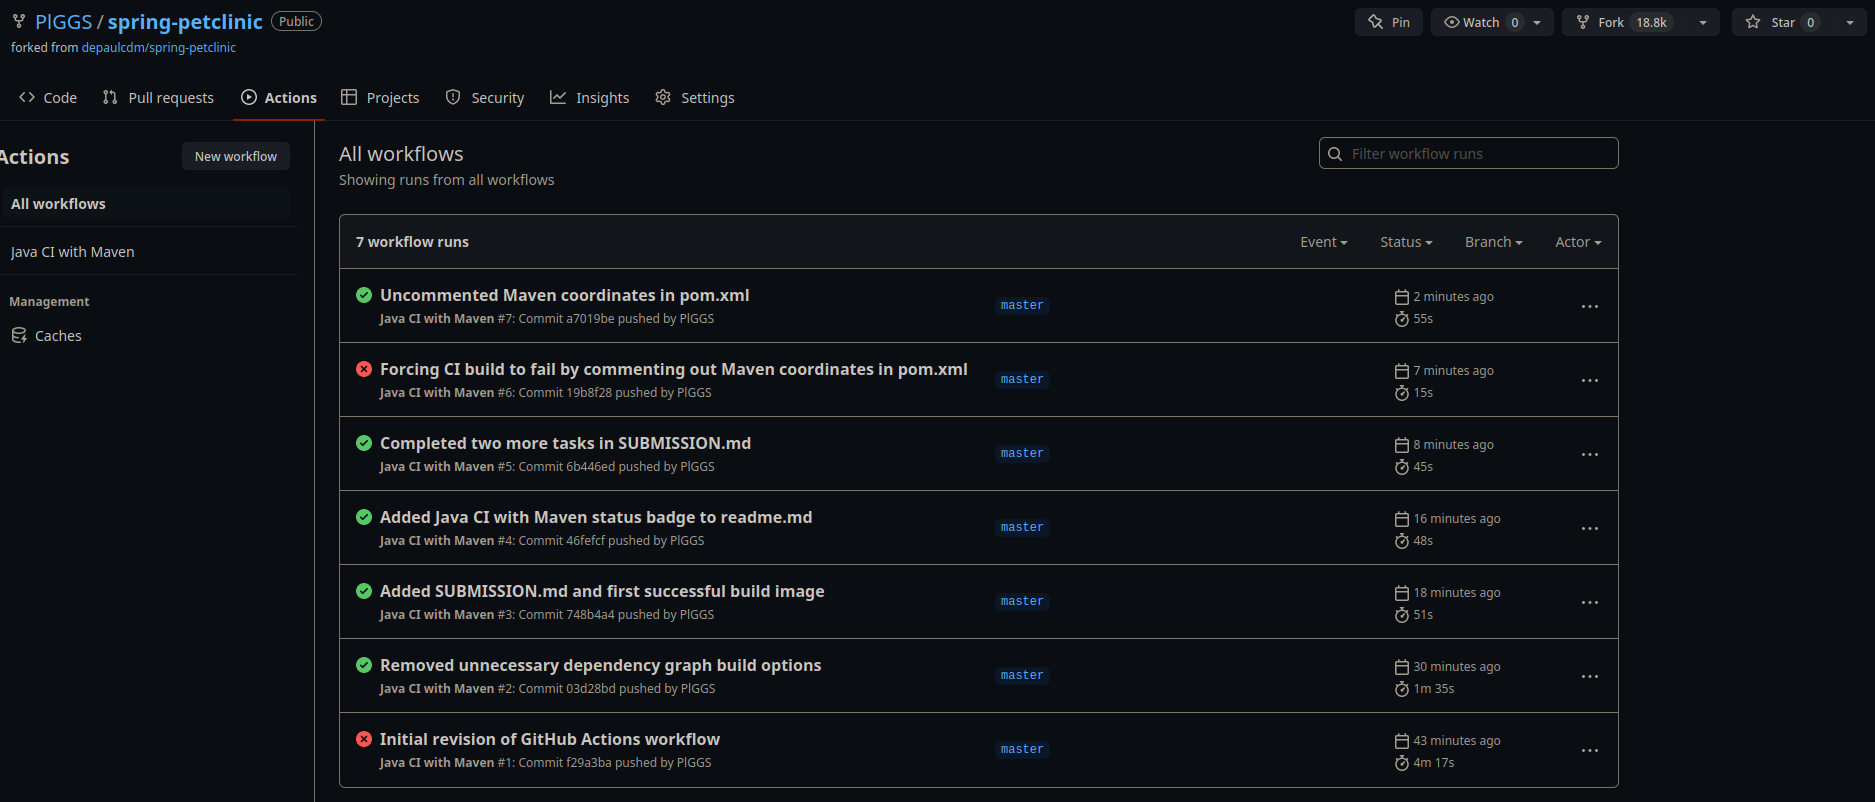 PlGGS / spring-petclinic Public
Pin Watch 0 Fork 18.8k Star 0
forked from depaulcdm/spring-petclinic
Code Pull requests Actions Projects Security Insights Settings
Actions New workflow
All workflows
Java CI with Maven
Management
Caches
All workflows
Showing runs from all workflows
Filter workflow runs
7 workflow runs Event Status Branch Actor
Uncommented Maven coordinates in pom.xml
Java CI with Maven #7: Commit a7019be pushed by PlGGS
master
2 minutes ago
55s
Forcing CI build to fail by commenting out Maven coordinates in pom.xml
Java CI with Maven #6: Commit 19b8f28 pushed by PlGGS
master
7 minutes ago
15s
Completed two more tasks in SUBMISSION.md
Java CI with Maven #5: Commit 6b446ed pushed by PlGGS
master
8 minutes ago
45s
Added Java CI with Maven status badge to readme.md
Java CI with Maven #4: Commit 46fefcf pushed by PlGGS
master
16 minutes ago
48s
Added SUBMISSION.md and first successful build image
Java CI with Maven #3: Commit 748b4a4 pushed by PlGGS
master
18 minutes ago
51s
Removed unnecessary dependency graph build options
Java CI with Maven #2: Commit 03d28bd pushed by PlGGS
master
30 minutes ago
1m 35s
Initial revision of GitHub Actions workflow
Java CI with Maven #1: Commit f29a3ba pushed by PlGGS
master
43 minutes ago
4m 17s